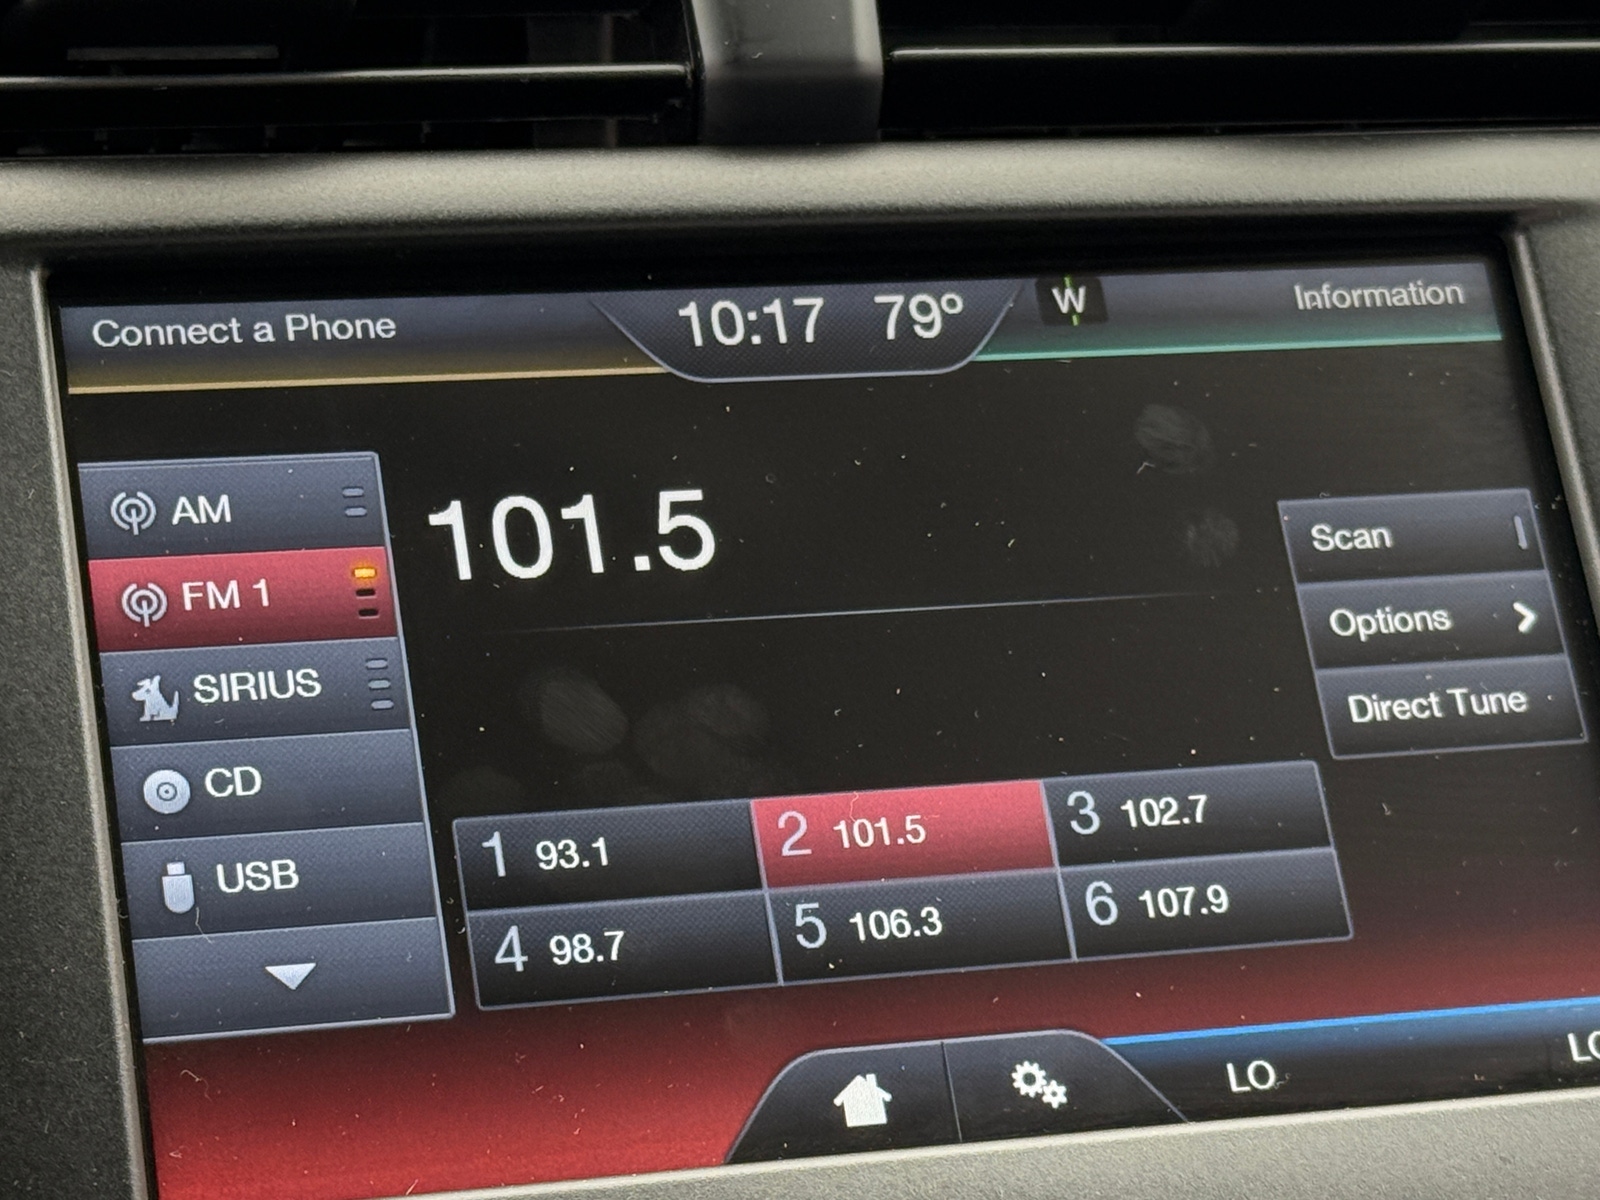 Connect a Phone
10:17 79°
W
Information
AM
FM 1
SIRIUS
CD
USB
101.5
Scan
Options
Direct Tune
1 93.1
2 101.5
3 102.7
4 98.7
5 106.3
6 107.9
LO